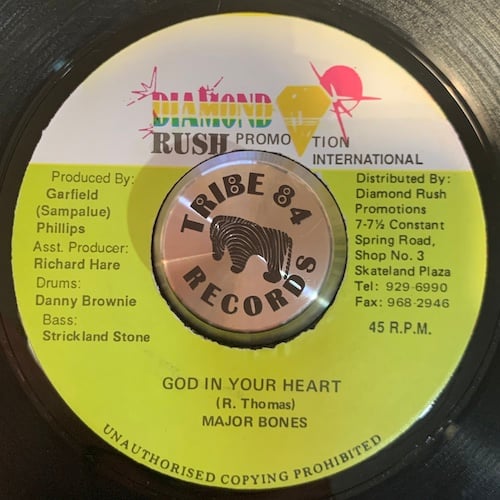 DIAMOND
RUSH PROMOTION
INTERNATIONAL
Produced By:
Garfield
(Sampalue)
Phillips
Asst. Producer:
Richard Hare
Drums:
Danny Brownie
Bass:
Strickland Stone
TRIBE 84
RECORDS
Distributed By:
Diamond Rush
Promotions
7-7½ Constant
Spring Road,
Shop No. 3
Skateland Plaza
Tel: 929-6990
Fax: 968-2946
45 R.P.M.
GOD IN YOUR HEART
(R. Thomas)
MAJOR BONES
UNAUTHORISED COPYING PROHIBITED